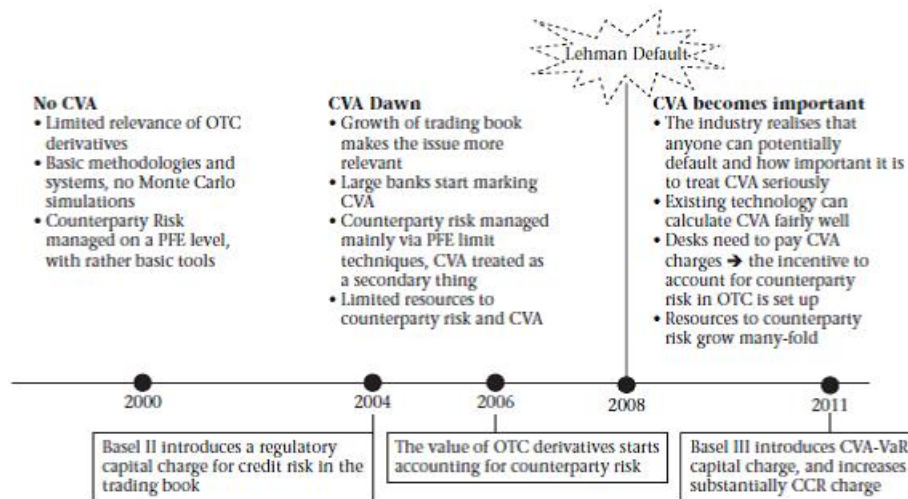 Lehman Default
No CVA
• Limited relevance of OTC
derivatives
• Basic methodologies and
systems, no Monte Carlo
simulations
• Counterparty Risk
managed on a PFE level,
with rather basic tools
CVA Dawn
• Growth of trading book
makes the issue more
relevant
• Large banks start marking
CVA
• Counterparty risk managed
mainly via PFE limit
techniques, CVA treated as
a secondary thing
• Limited resources to
counterparty risk and CVA
CVA becomes important
• The industry realises that
anyone can potentially
default and how important it is
to treat CVA seriously
• Existing technology can
calculate CVA fairly well
• Desks need to pay CVA
charges ➔ the incentive to
account for counterparty
risk in OTC is set up
• Resources to counterparty
risk grow many-fold
2000
2004
2006
2008
2011
Basel II introduces a regulatory
capital charge for credit risk in the
trading book
The value of OTC derivatives starts
accounting for counterparty risk
Basel III introduces CVA-VaR
capital charge, and increases
substantially CCR charge